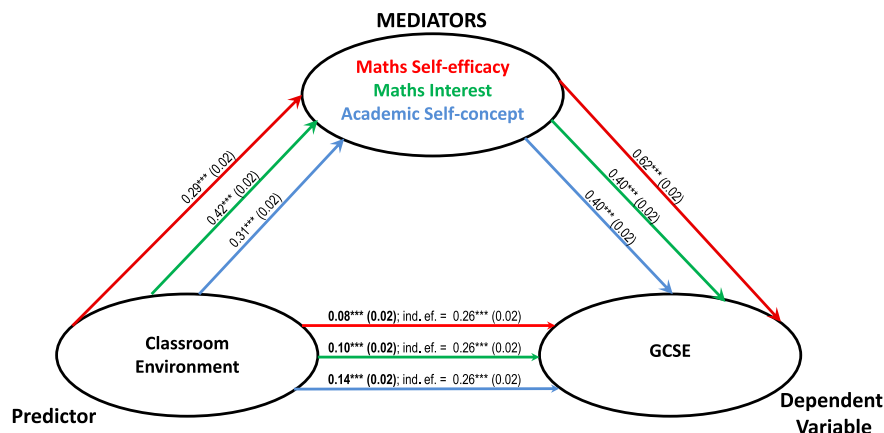 MEDIATORS
Maths Self-efficacy
Maths Interest
Academic Self-concept
0.29*** (0.02)
0.42*** (0.02)
0.31*** (0.02)
0.62*** (0.02)
0.40*** (0.02)
0.40*** (0.02)
Classroom
Environment
0.08*** (0.02); ind. ef. = 0.26*** (0.02)
0.10*** (0.02); ind. ef. = 0.26*** (0.02)
0.14*** (0.02); ind. ef. = 0.26*** (0.02)
GCSE
Predictor
Dependent
Variable